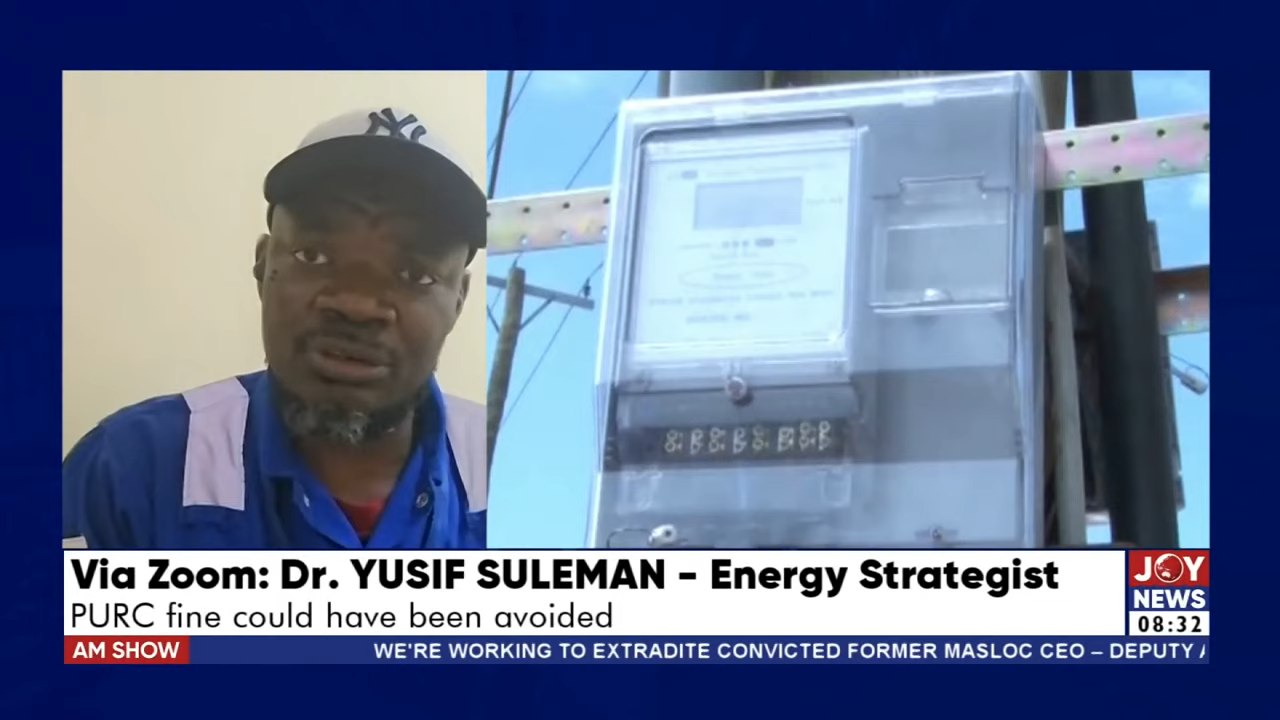 NY
Via Zoom: Dr. YUSIF SULEMAN - Energy Strategist
PURC fine could have been avoided
JOY
NEWS
08:32
AM SHOW
WE'RE WORKING TO EXTRADITE CONVICTED FORMER MASLOC CEO – DEPUTY